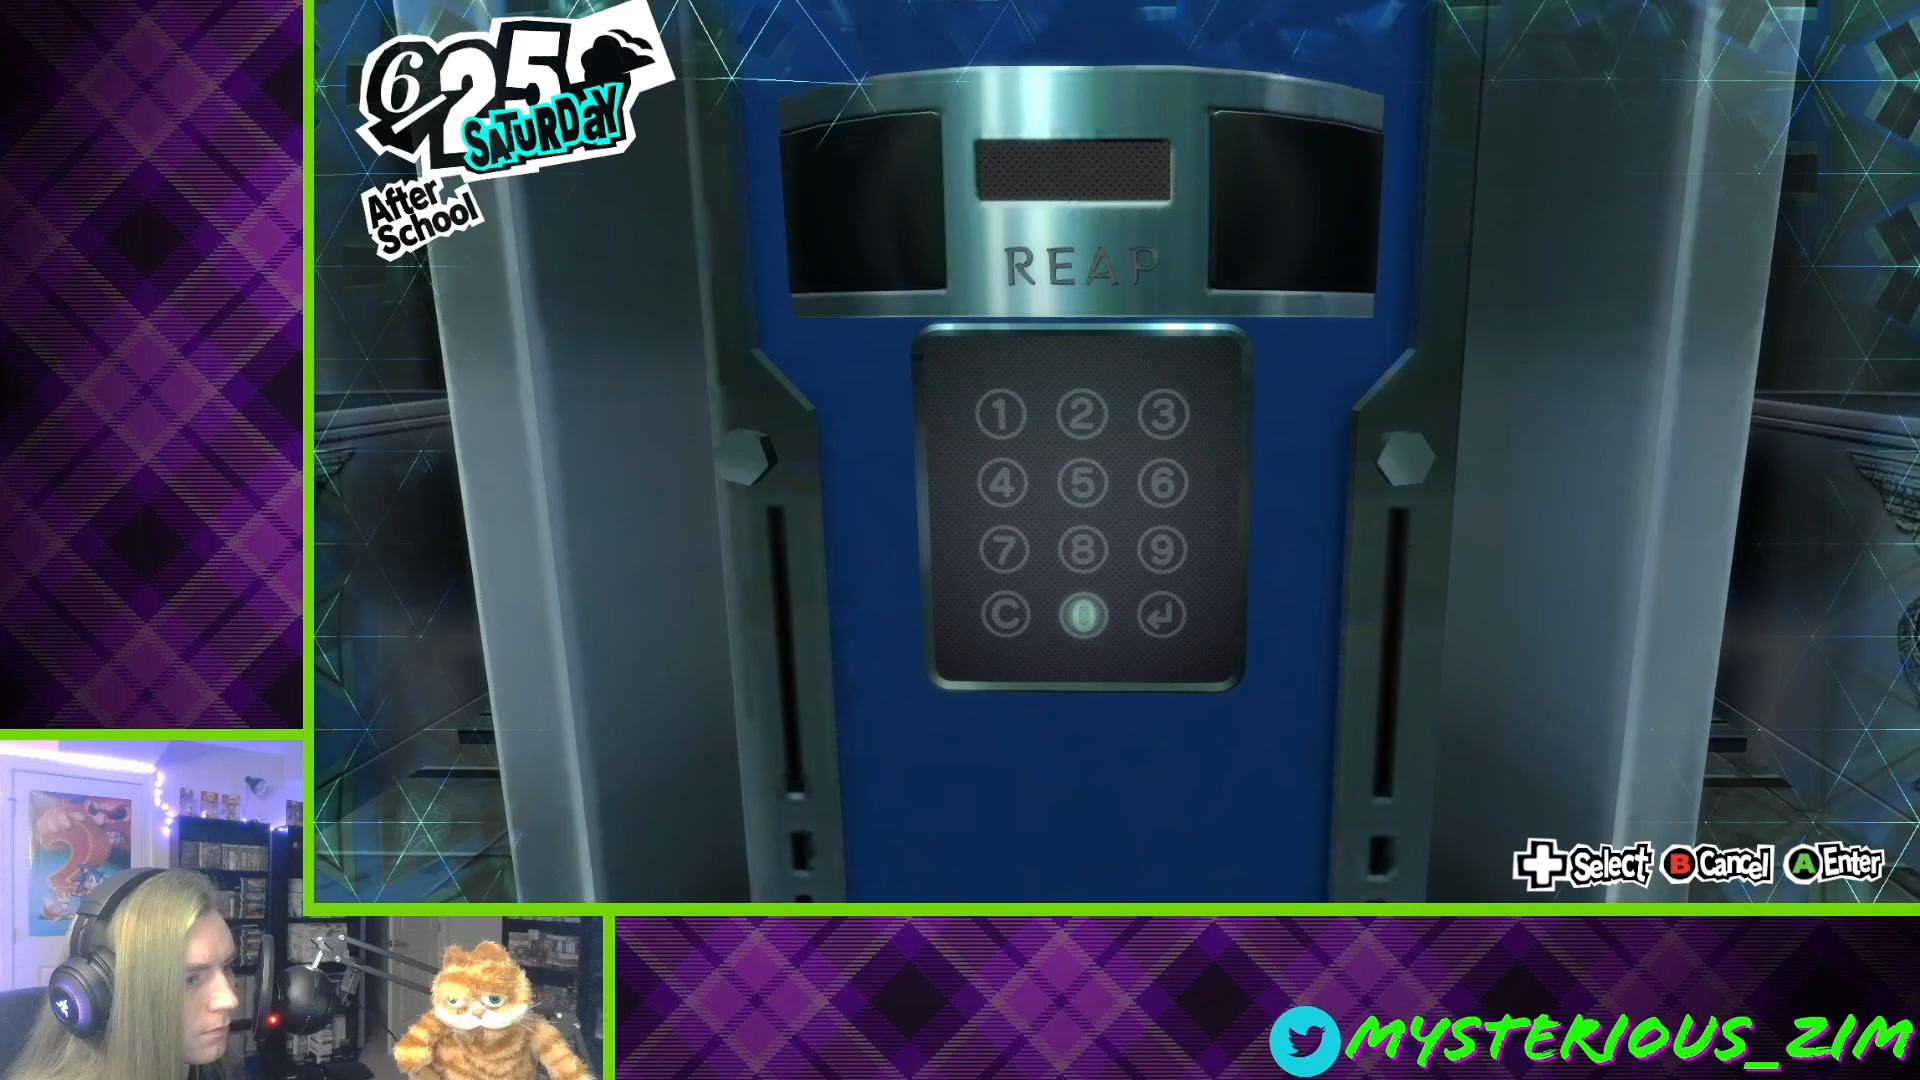 6/25
SATURDAY
After
School
REAP
1 2 3
4 5 6
7 8 9
C 0
Select B Cancel A Enter
MYSTERIOUS_ZIM